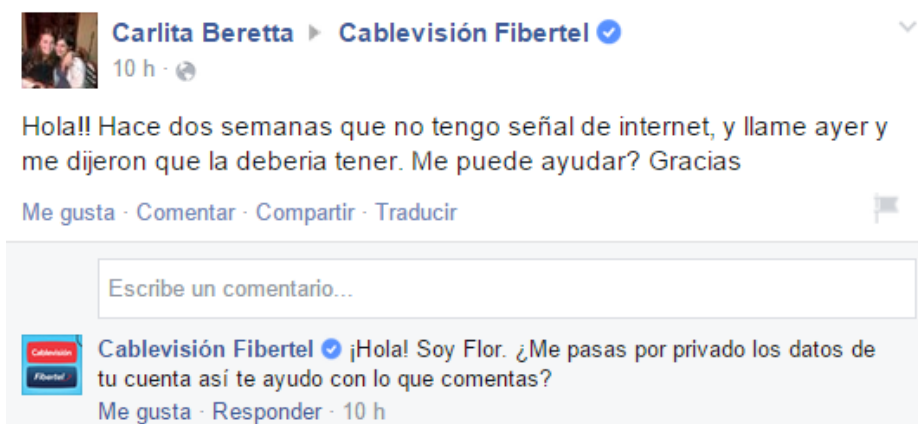 Carlita Beretta ▸ Cablevisión Fibertel
10 h ·
Hola!! Hace dos semanas que no tengo señal de internet, y llame ayer y
me dijeron que la deberia tener. Me puede ayudar? Gracias
Me gusta · Comentar · Compartir · Traducir
Escribe un comentario...
Cablevisión
Fibertel
Cablevisión Fibertel ¡Hola! Soy Flor. ¿Me pasas por privado los datos de
tu cuenta así te ayudo con lo que comentas?
Me gusta · Responder · 10 h